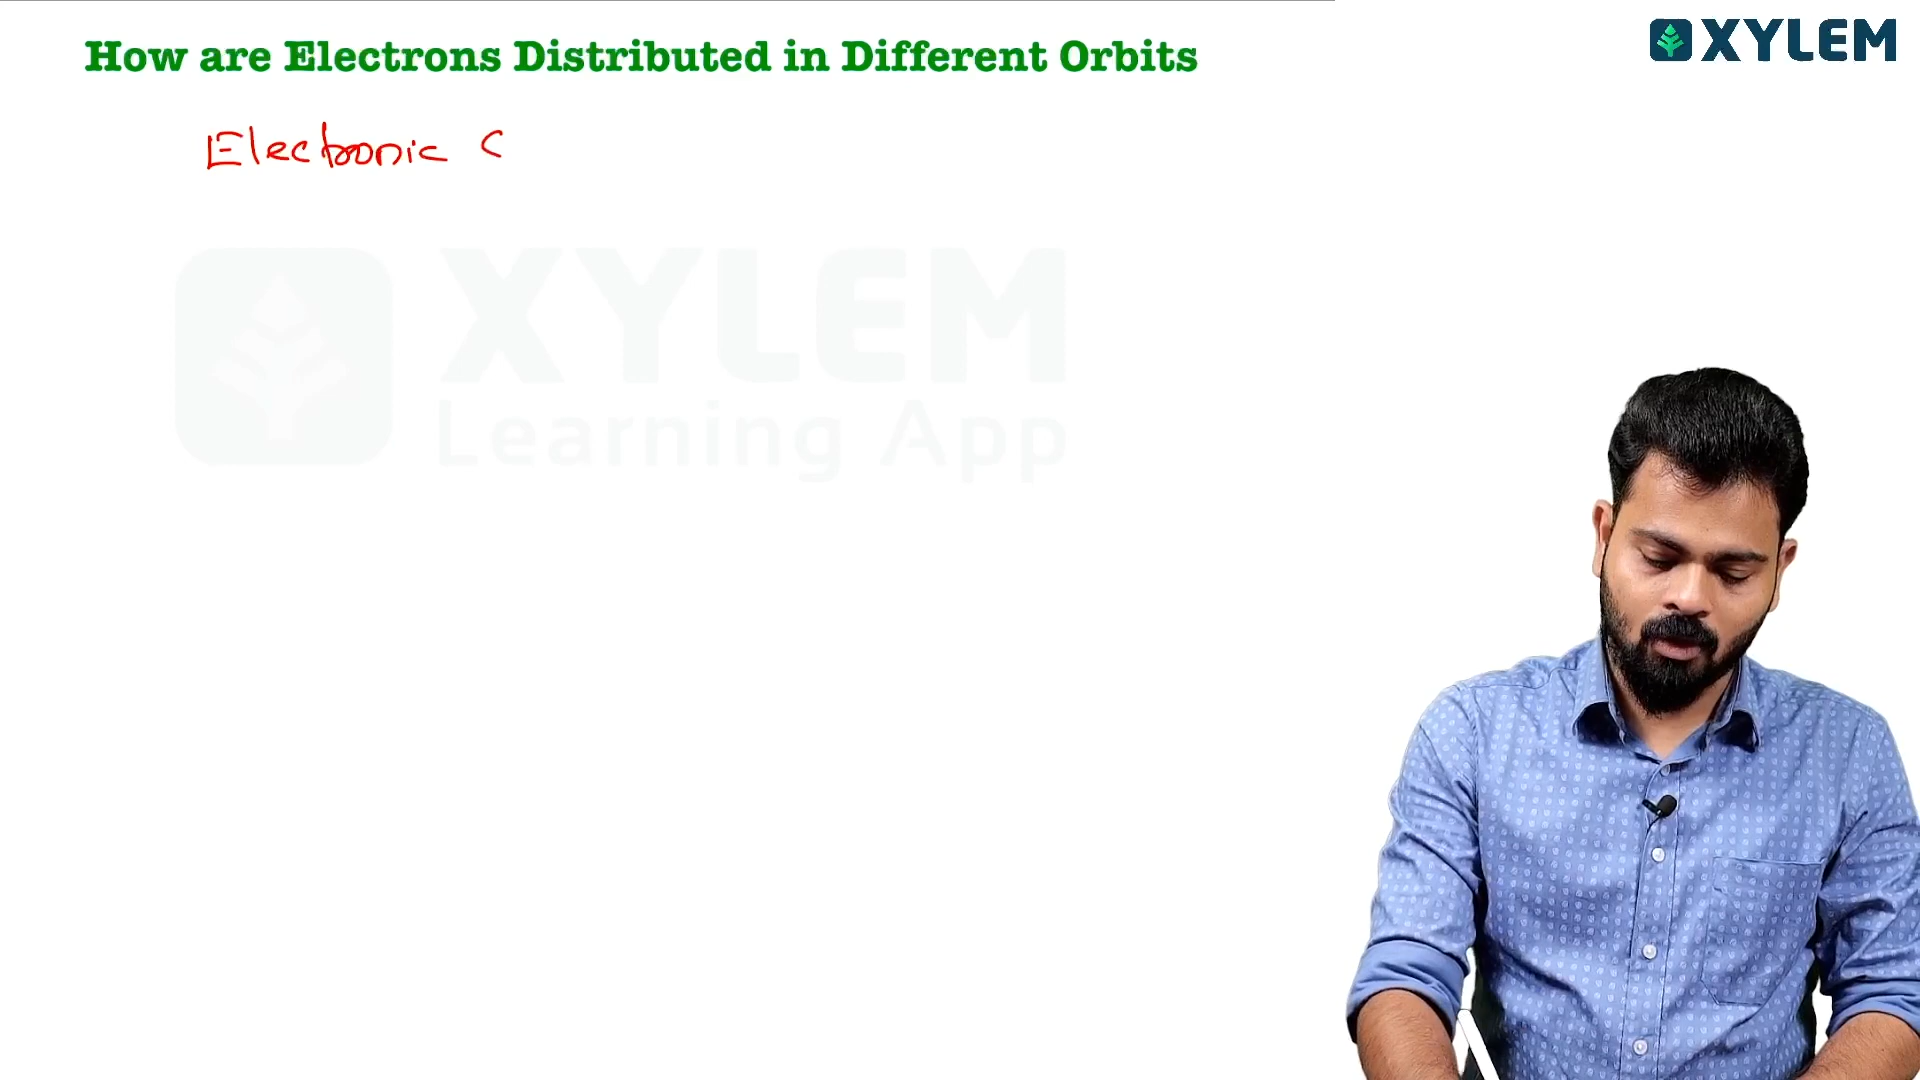 XYLEM
How are Electrons Distributed in Different Orbits
Electronic C
XYLEM
Learning App